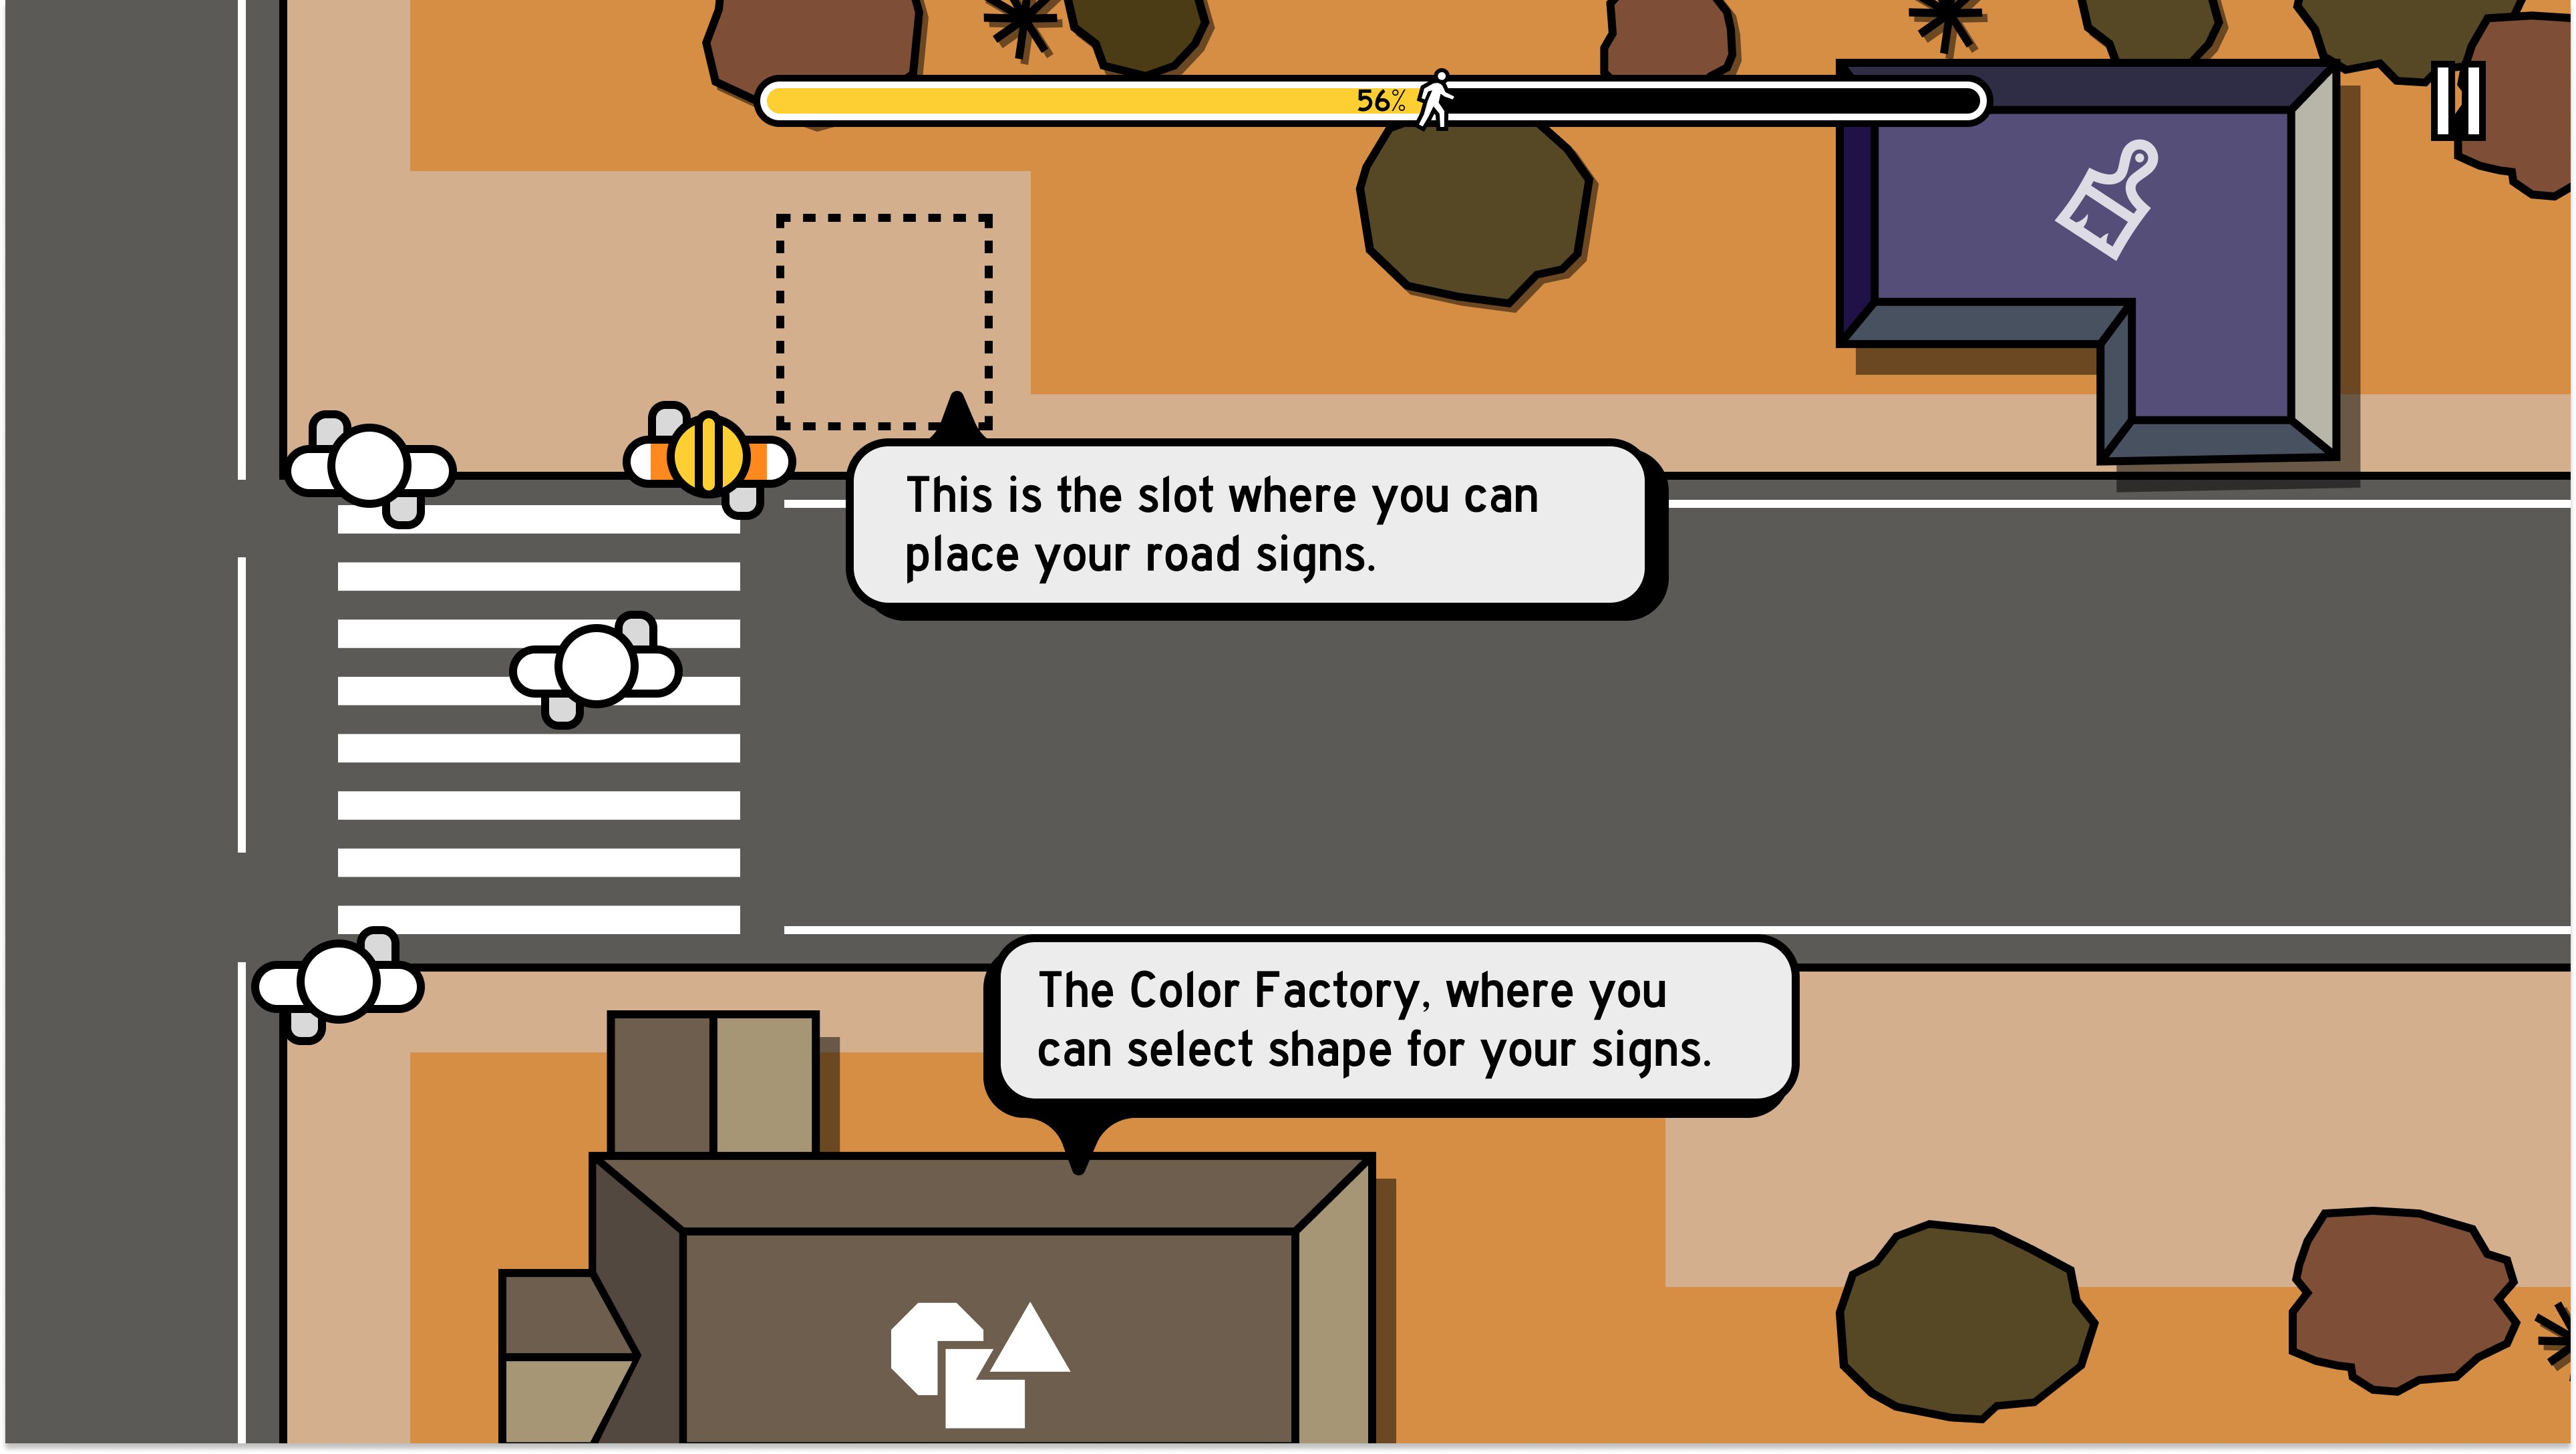 56%
This is the slot where you can
place your road signs.
The Color Factory, where you
can select shape for your signs.